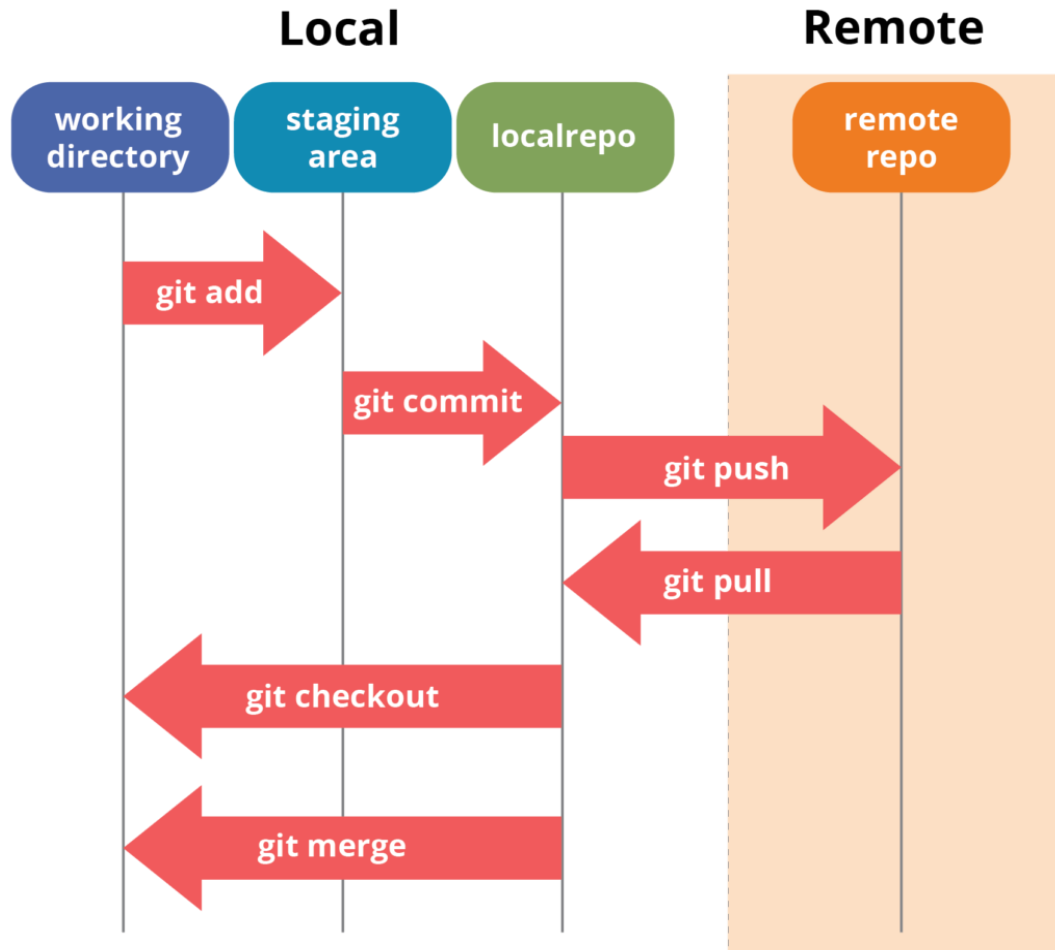 Local
Remote
working
directory
staging
area
localrepo
remote
repo
git add
git commit
git push
git pull
git checkout
git merge